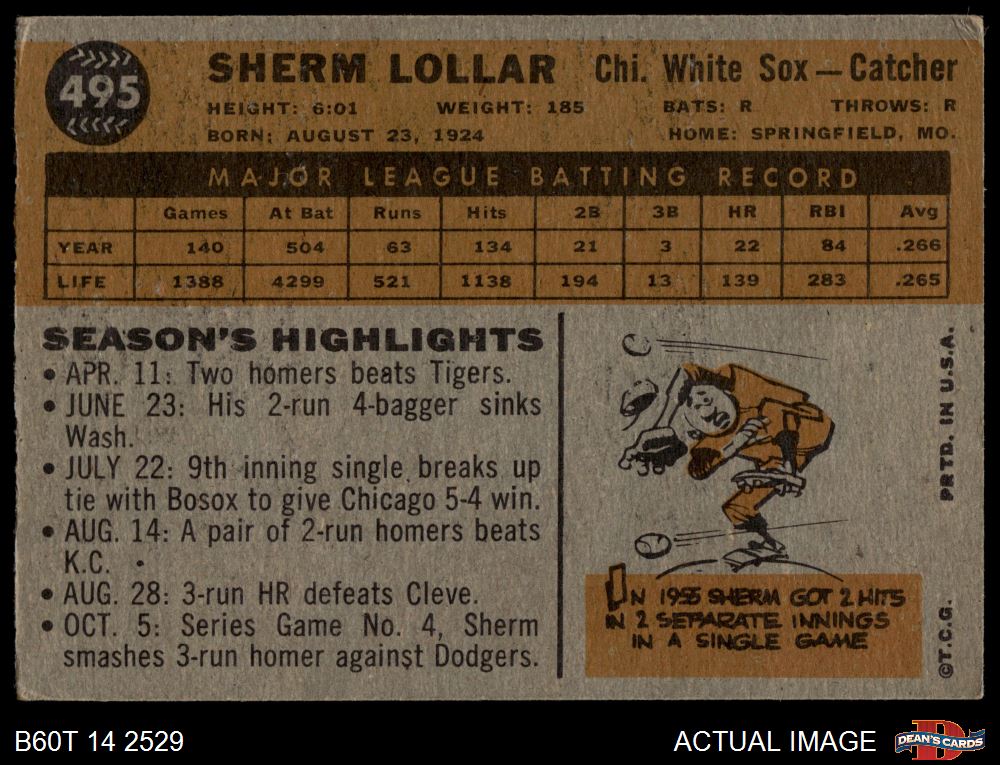 495
SHERM LOLLAR Chi. White Sox — Catcher
HEIGHT: 6:01 WEIGHT: 185 BATS: R THROWS: R
BORN: AUGUST 23, 1924 HOME: SPRINGFIELD, MO.
MAJOR LEAGUE BATTING RECORD
Games At Bat Runs Hits 2B 3B HR RBI Avg
YEAR 140 504 63 134 21 3 22 84 .266
LIFE 1388 4299 521 1138 194 13 139 283 .265
SEASON'S HIGHLIGHTS
• APR. 11: Two homers beats Tigers.
• JUNE 23: His 2-run 4-bagger sinks
Wash.
• JULY 22: 9th inning single breaks up
tie with Bosox to give Chicago 5-4 win.
• AUG. 14: A pair of 2-run homers beats
K.C.
• AUG. 28: 3-run HR defeats Cleve.
• OCT. 5: Series Game No. 4, Sherm
smashes 3-run homer against Dodgers.
IN 1955 SHERM GOT 2 HITS
IN 2 SEPARATE INNINGS
IN A SINGLE GAME
©T.C.G. PRTD. IN U.S.A.
B60T 14 2529
ACTUAL IMAGE
DEAN'S CARDS